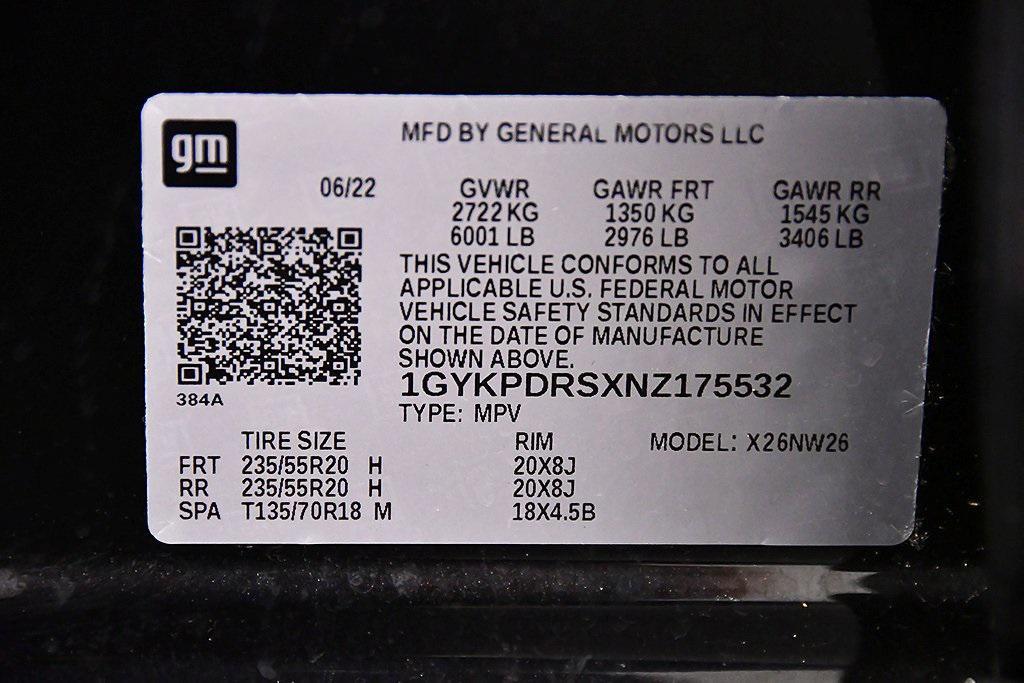 gm
MFD BY GENERAL MOTORS LLC
06/22 GVWR GAWR FRT GAWR RR
2722 KG 1350 KG 1545 KG
6001 LB 2976 LB 3406 LB
THIS VEHICLE CONFORMS TO ALL
APPLICABLE U.S. FEDERAL MOTOR
VEHICLE SAFETY STANDARDS IN EFFECT
ON THE DATE OF MANUFACTURE
SHOWN ABOVE.
1GYKPDRSXNZ175532
384A
TYPE: MPV
TIRE SIZE RIM MODEL: X26NW26
FRT 235/55R20 H 20X8J
RR 235/55R20 H 20X8J
SPA T135/70R18 M 18X4.5B